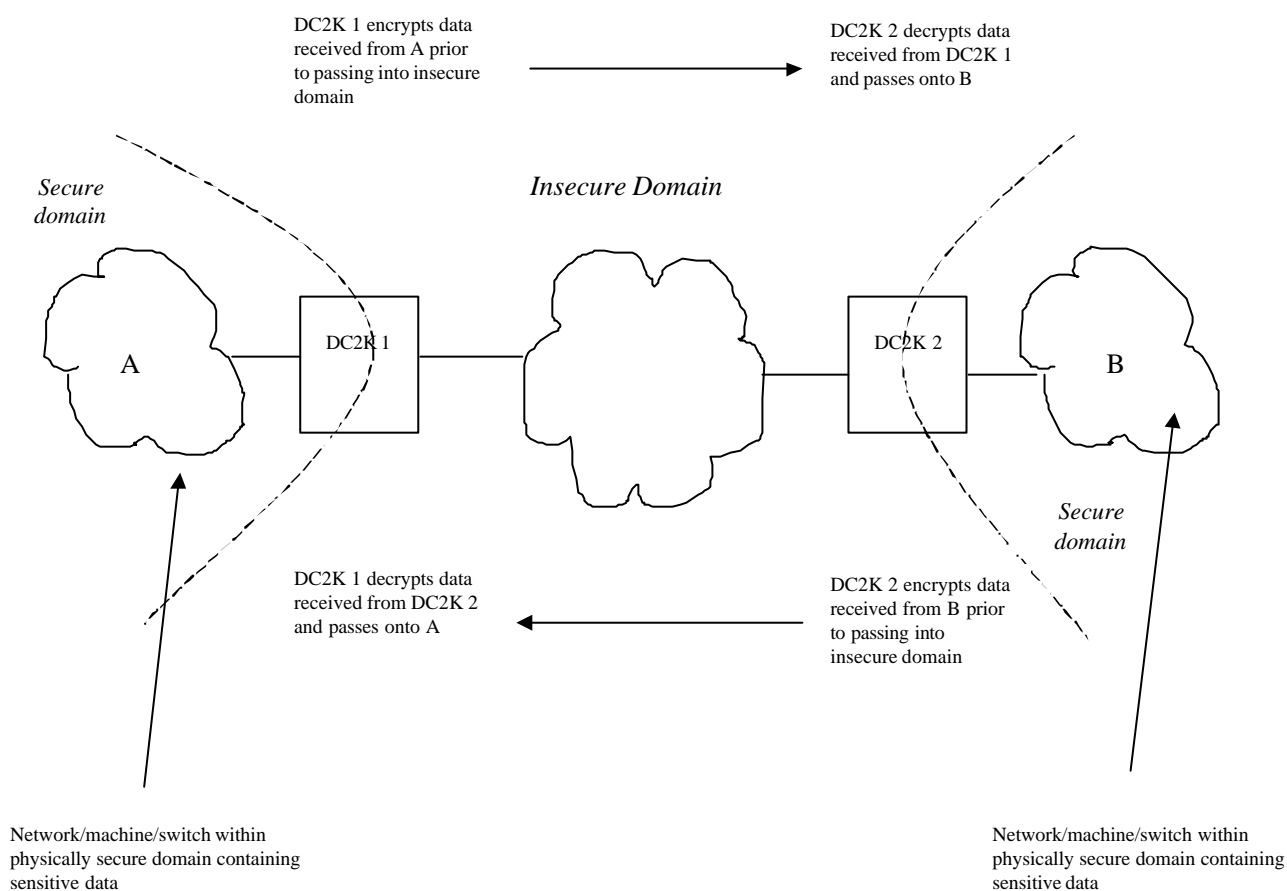 DC2K 1 encrypts data
received from A prior
to passing into insecure
domain
DC2K 2 decrypts data
received from DC2K 1
and passes onto B
Secure
domain
Insecure Domain
A
DC2K 1
DC2K 2
B
Secure
domain
DC2K 1 decrypts data
received from DC2K 2
and passes onto A
DC2K 2 encrypts data
received from B prior
to passing into
insecure domain
Network/machine/switch within
physically secure domain containing
sensitive data
Network/machine/switch within
physically secure domain containing
sensitive data